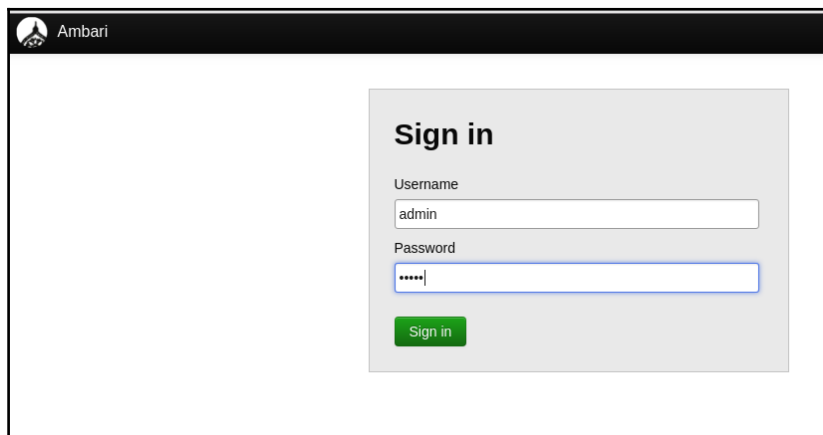 Ambari
Sign in
Username
admin
Password
•••••
Sign in